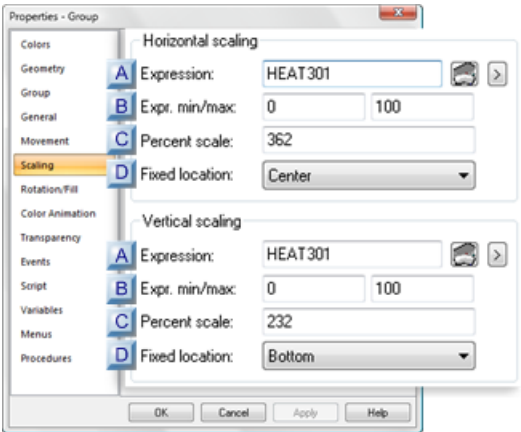 Properties - Group
Colors
Geometry
Group
General
Movement
Scaling
Rotation/Fill
Color Animation
Transparency
Events
Script
Variables
Menus
Procedures
Horizontal scaling
A Expression: HEAT301 >
B Expr. min/max: 0 100
C Percent scale: 362
D Fixed location: Center
Vertical scaling
A Expression: HEAT301 >
B Expr. min/max: 0 100
C Percent scale: 232
D Fixed location: Bottom
OK Cancel Apply Help